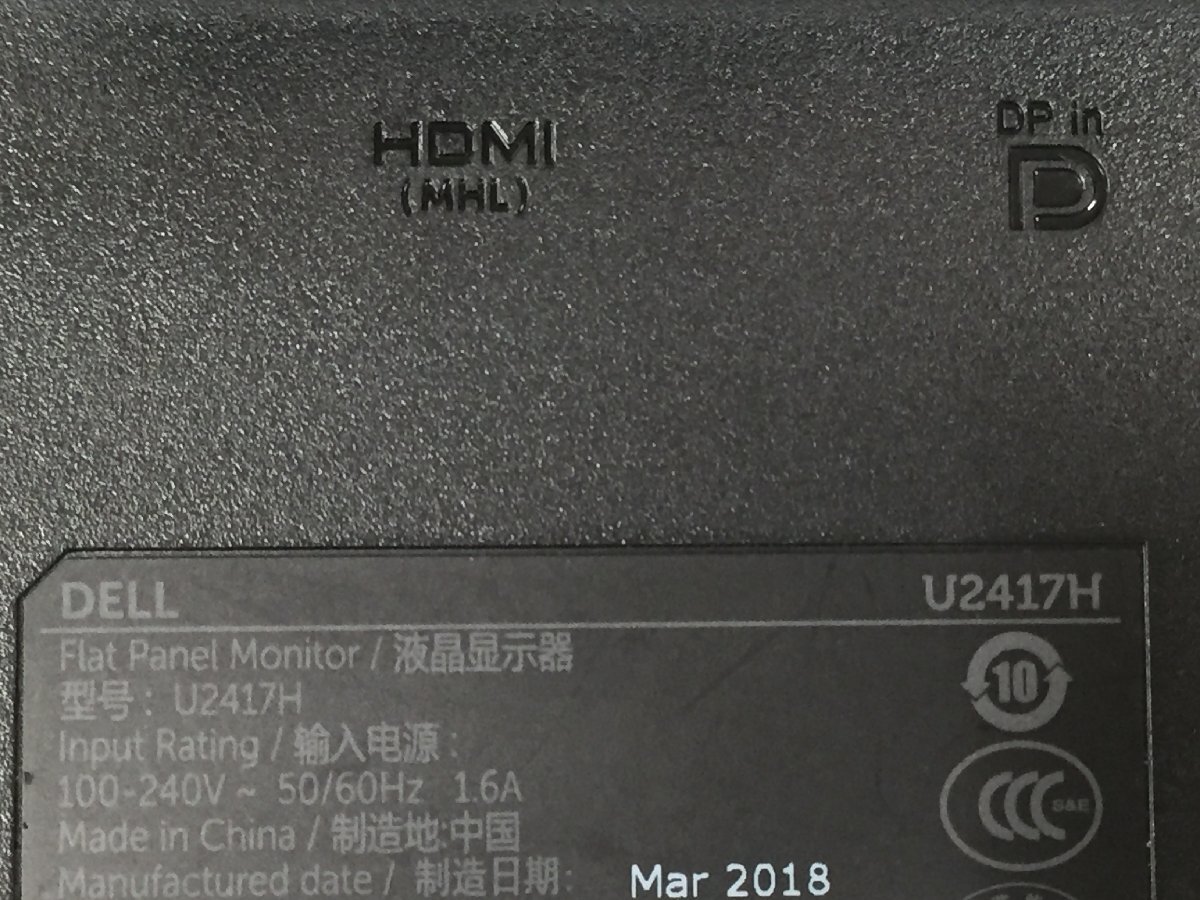 HDMI
(MHL)
DP in
DELL
U2417H
Flat Panel Monitor / 液晶显示器
型号: U2417H
Input Rating / 输入电源:
100-240V ~ 50/60Hz 1.6A
Made in China / 制造地:中国
Manufactured date / 制造日期: Mar 2018
10
CCC
S&E